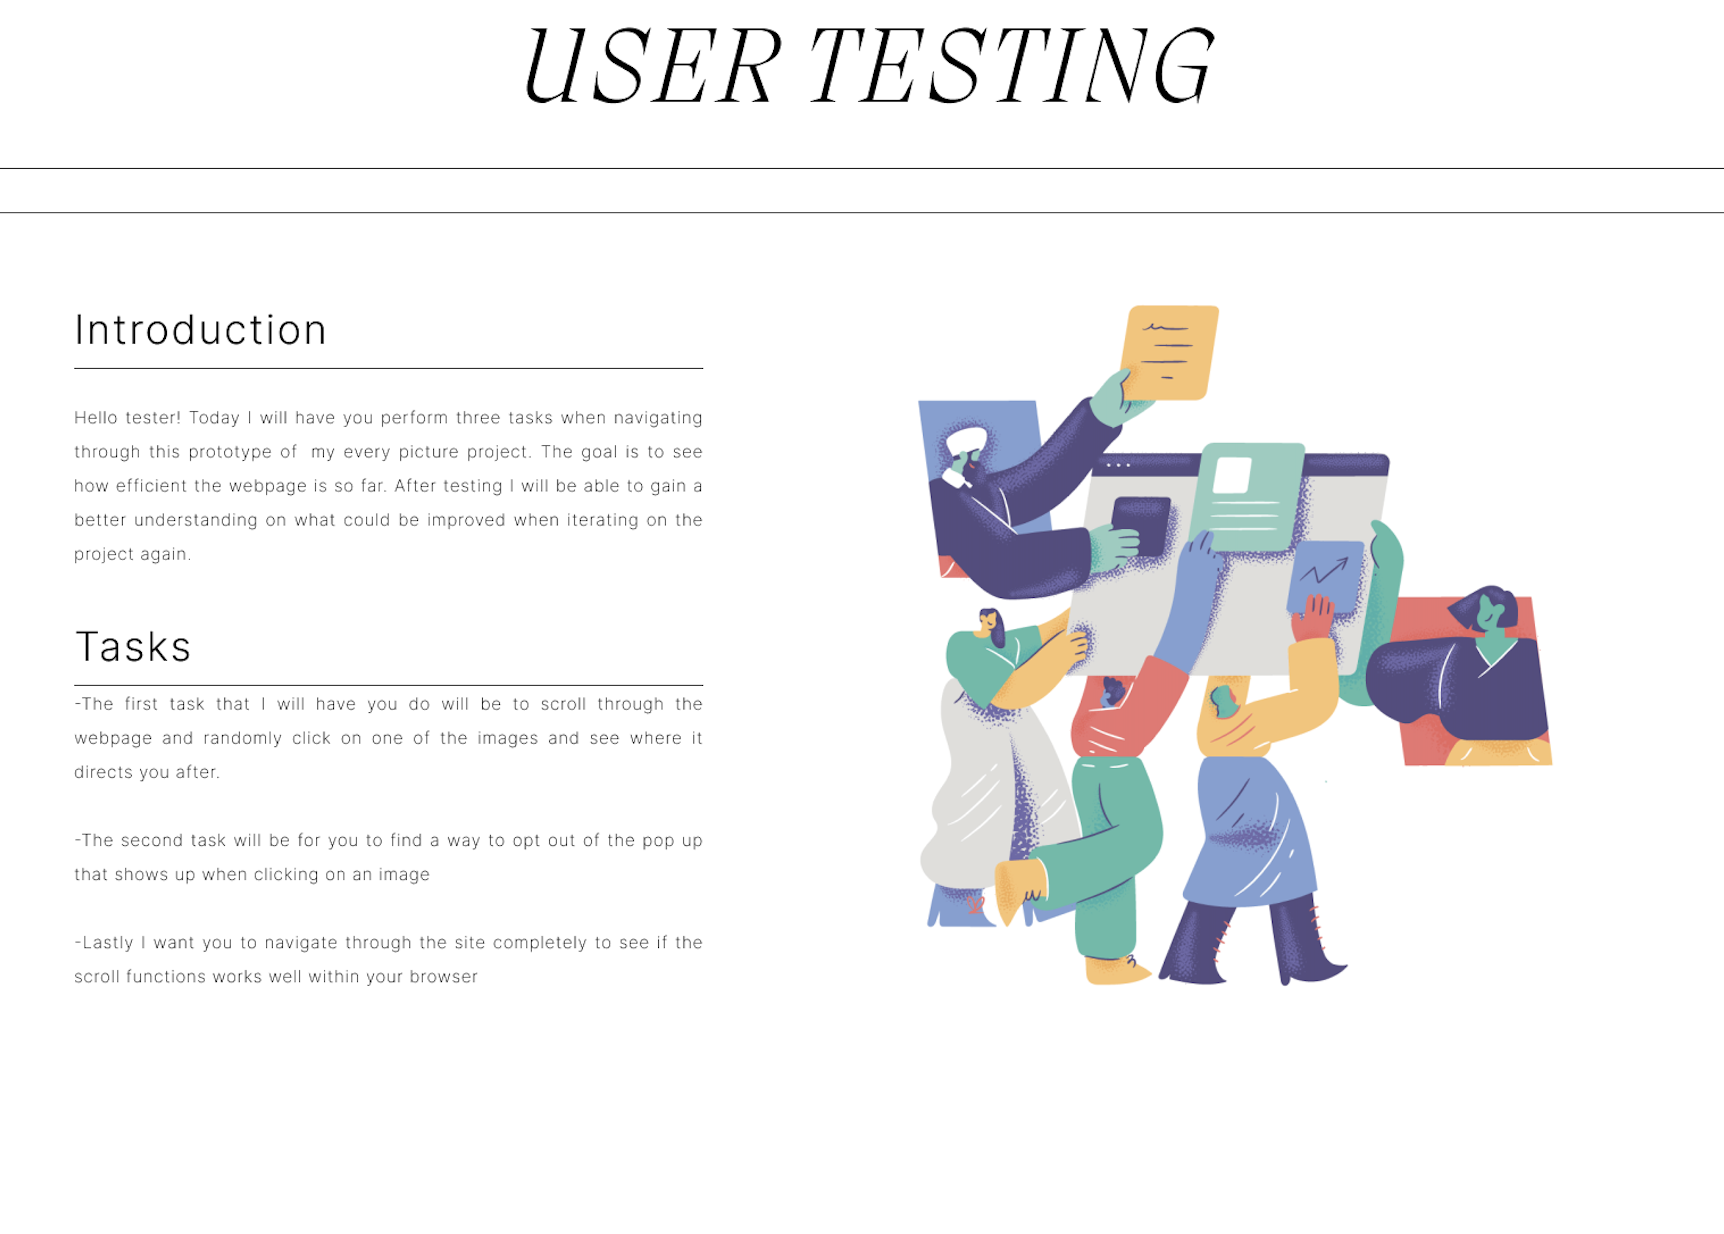 USER TESTING
Introduction
Hello tester! Today I will have you perform three tasks when navigating
through this prototype of  my every picture project. The goal is to see
how efficient the webpage is so far. After testing I will be able to gain a
better understanding on what could be improved when iterating on the
project again.
Tasks
-The first task that I will have you do will be to scroll through the
webpage and randomly click on one of the images and see where it
directs you after.
-The second task will be for you to find a way to opt out of the pop up
that shows up when clicking on an image
-Lastly I want you to navigate through the site completely to see if the
scroll functions works well within your browser